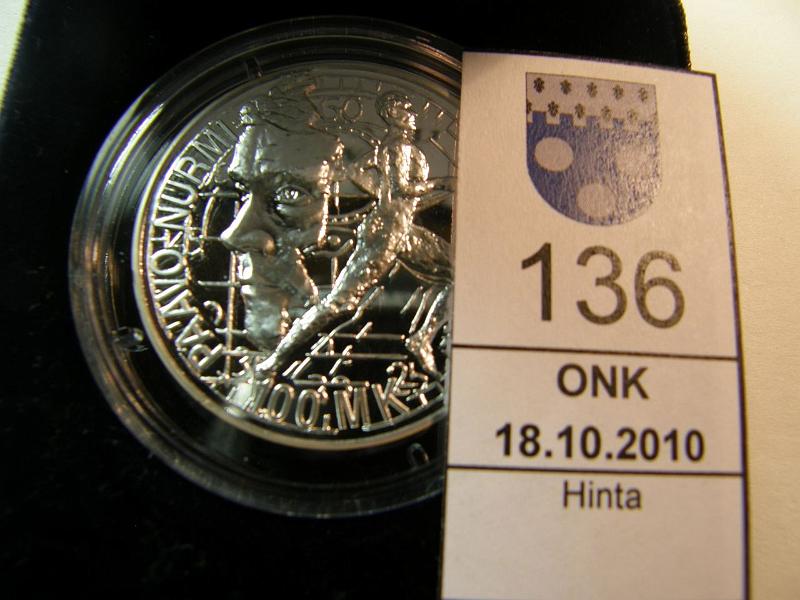 PAAVO NURMI
100 MK
136
ONK
18.10.2010
Hinta